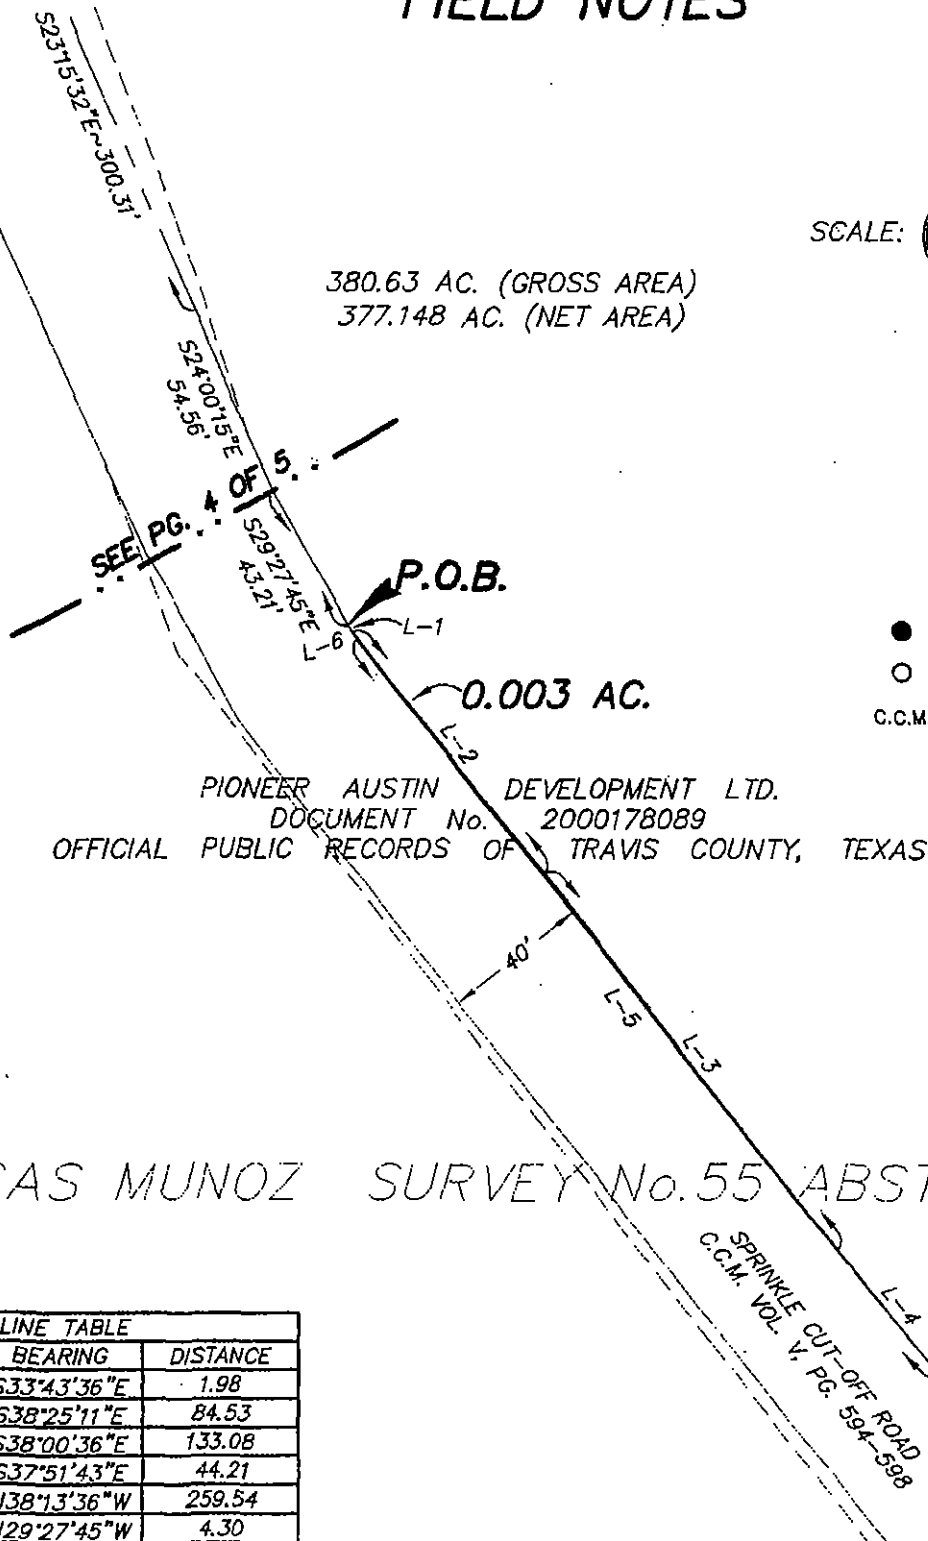 FIELD NOTES
S23°15'32"E~300.31'
SCALE:
380.63 AC. (GROSS AREA)
377.148 AC. (NET AREA)
S24°00'15"E
54.56'
SEE PG. 4 OF 5
S29°27'45"E
43.21'
P.O.B.
L-1
L-6
0.003 AC.
C.C.M
L-2
PIONEER AUSTIN DEVELOPMENT LTD.
DOCUMENT No. 2000178089
OFFICIAL PUBLIC RECORDS OF TRAVIS COUNTY, TEXAS
40'
L-5
L-3
CAS MUNOZ SURVEY No.55 ABST
SPRINKLE CUT-OFF ROAD
C.C.M. VOL. V, PG. 594-598
L-4
LINE TABLE
BEARING DISTANCE
S33°43'36"E 1.98
S38°25'11"E 84.53
S38°00'36"E 133.08
S37°51'43"E 44.21
N38°13'36"W 259.54
N29°27'45"W 4.30